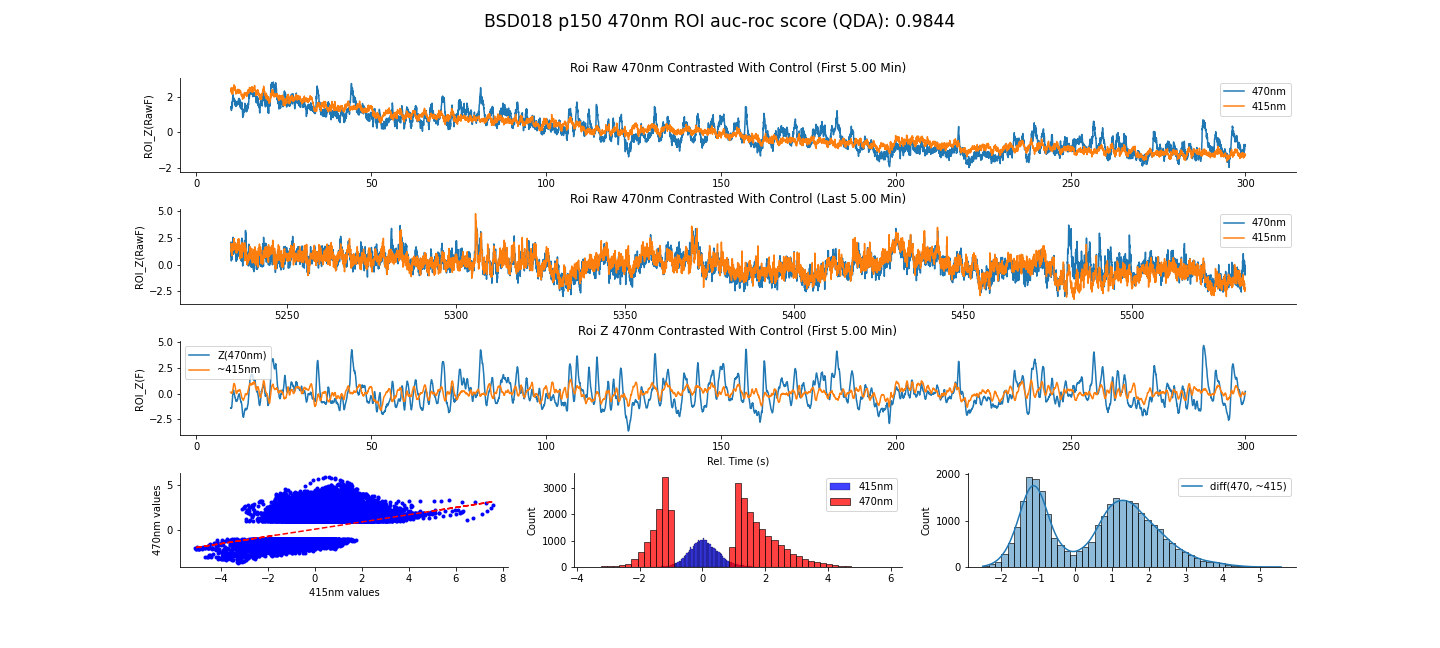 BSD018 p150 470nm ROI auc-roc score (QDA): 0.9844
Roi Raw 470nm Contrasted With Control (First 5.00 Min)
ROI_Z(RawF)
2
0
−2
470nm
415nm
0 50 100 150 200 250 300
Roi Raw 470nm Contrasted With Control (Last 5.00 Min)
ROI_Z(RawF)
5.0
2.5
0.0
−2.5
470nm
415nm
5250 5300 5350 5400 5450 5500
Roi Z 470nm Contrasted With Control (First 5.00 Min)
ROI_Z(F)
5.0
2.5
0.0
−2.5
Z(470nm)
~415nm
0 50 100 150 200 250 300
Rel. Time (s)
470nm values
5
0
−4 −2 0 2 4 6 8
415nm values
Count
3000
2000
1000
0
415nm
470nm
−4 −2 0 2 4 6
Count
2000
1000
0
diff(470, ~415)
−2 −1 0 1 2 3 4 5